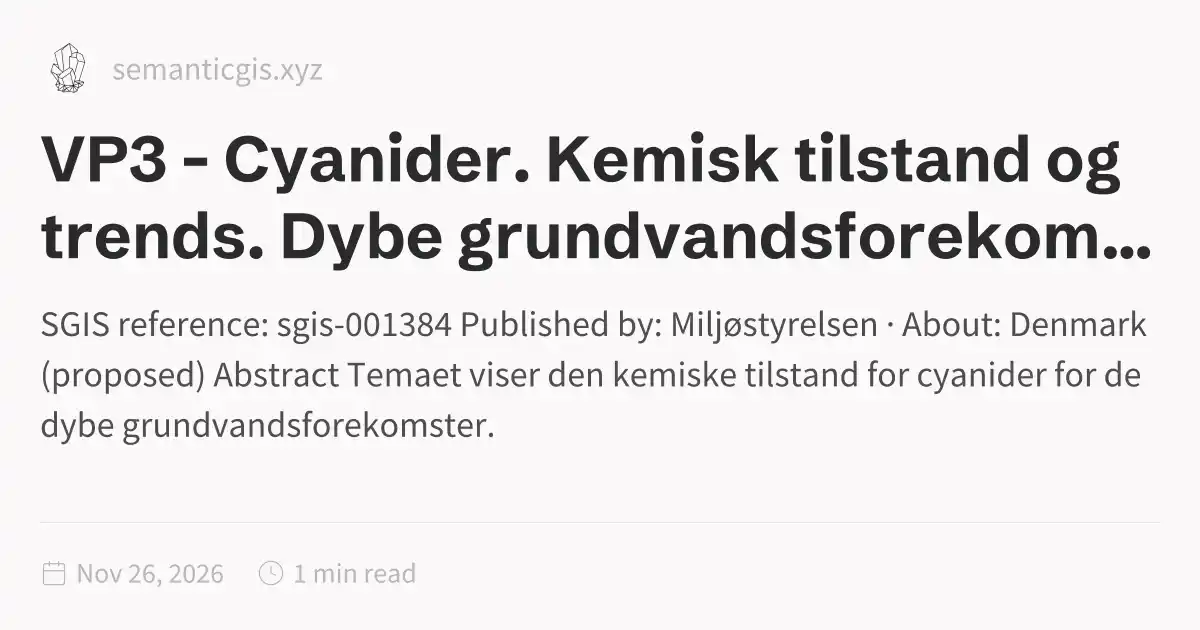 semanticgis.xyz
VP3 - Cyanider. Kemisk tilstand og
trends. Dybe grundvandsforekom...
SGIS reference: sgis-001384 Published by: Miljøstyrelsen · About: Denmark
(proposed) Abstract Temaet viser den kemiske tilstand for cyanider for de
dybe grundvandsforekomster.
Nov 26, 2026 1 min read